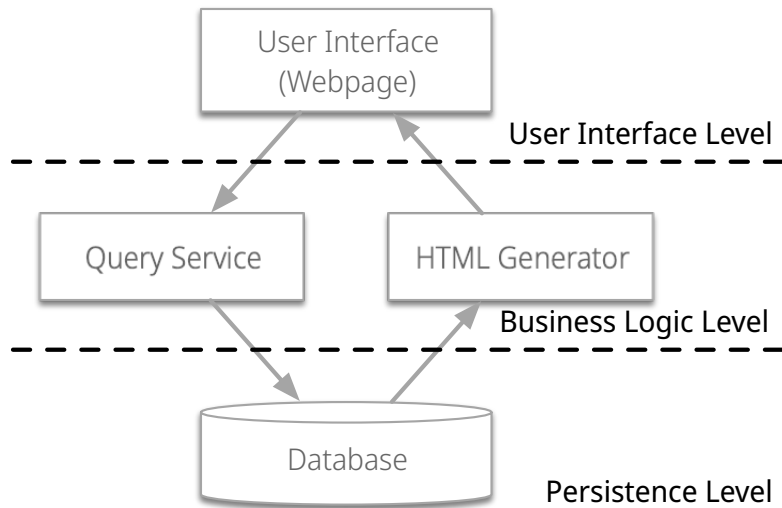 User Interface
(Webpage)
User Interface Level
Query Service
HTML Generator
Business Logic Level
Database
Persistence Level